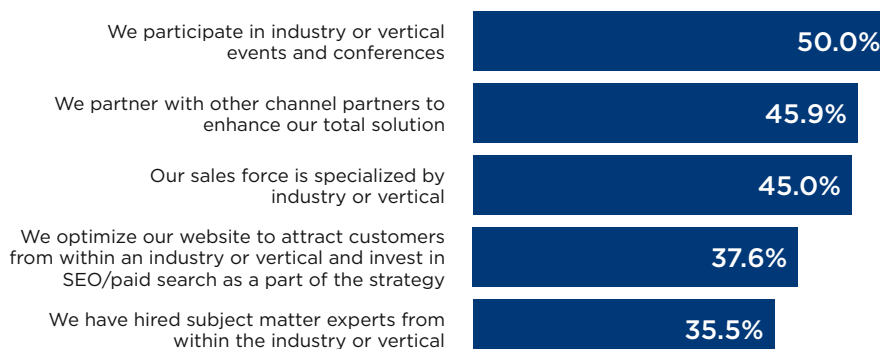 We participate in industry or vertical
events and conferences
50.0%
We partner with other channel partners to
enhance our total solution
45.9%
Our sales force is specialized by
industry or vertical
45.0%
We optimize our website to attract customers
from within an industry or vertical and invest in
SEO/paid search as a part of the strategy
37.6%
We have hired subject matter experts from
within the industry or vertical
35.5%